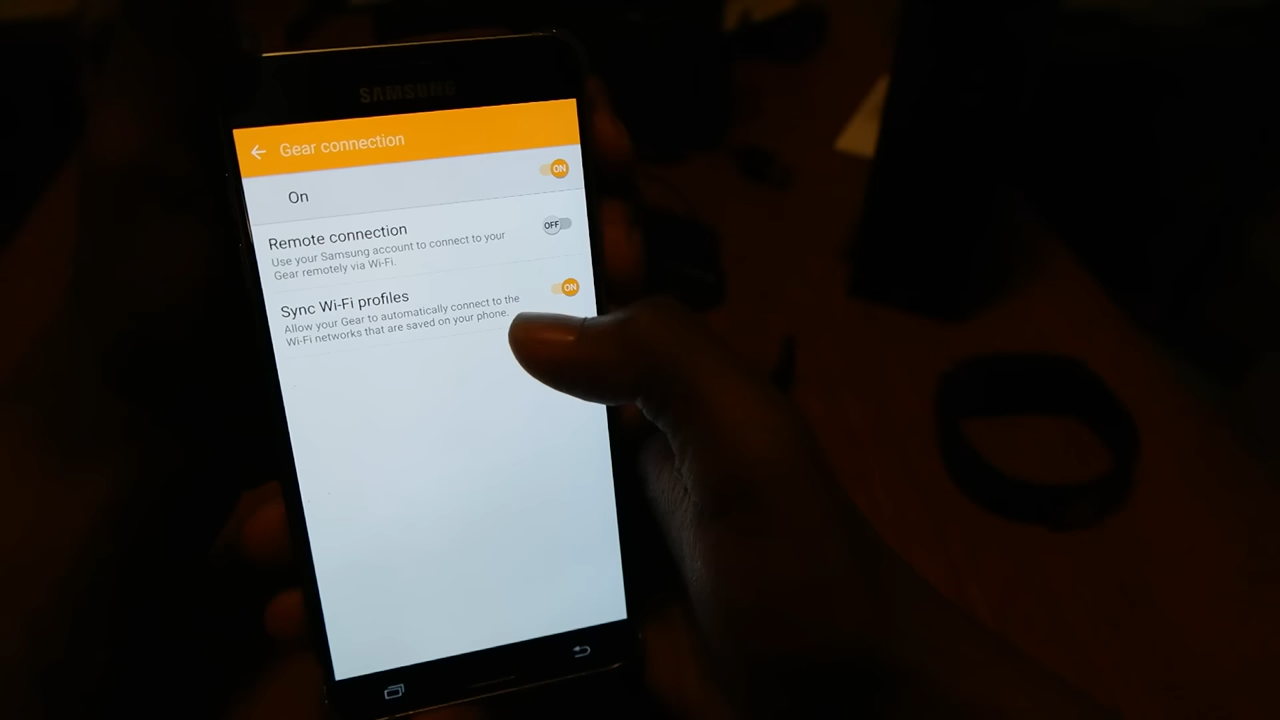 SAMSUNG
Gear connection
On
ON
Remote connection
OFF
Use your Samsung account to connect to your
Gear remotely via Wi-Fi.
Sync Wi-Fi profiles
ON
Allow your Gear to automatically connect to the
Wi-Fi networks that are saved on your phone.